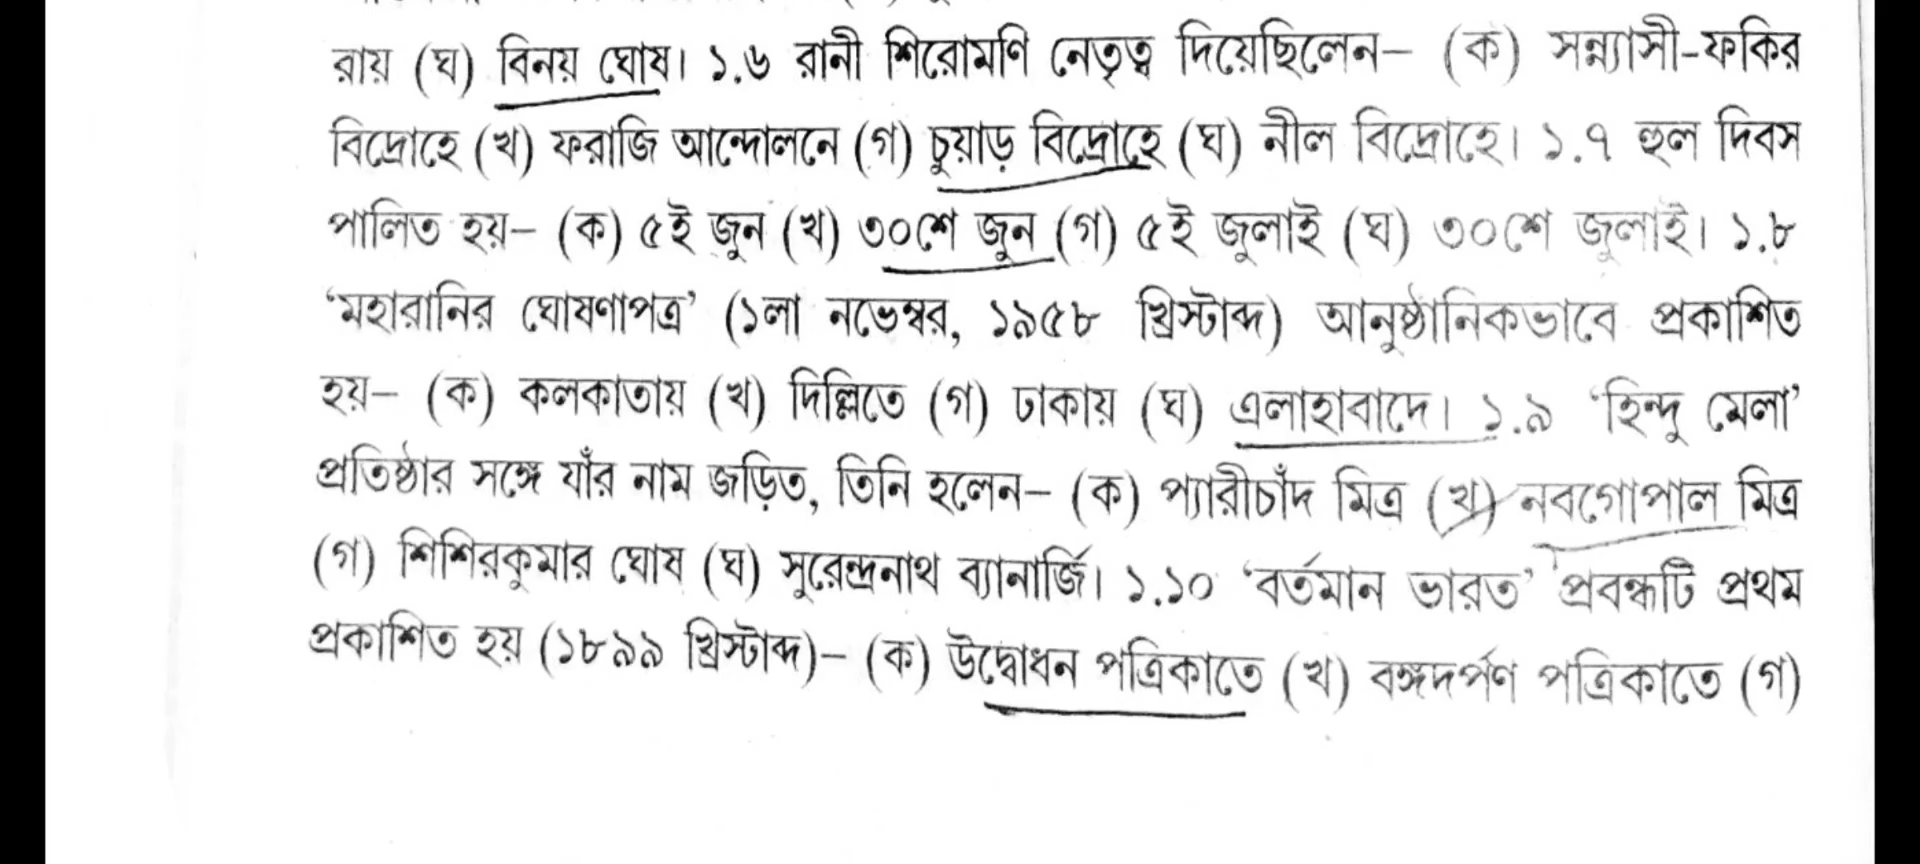 রায় (ঘ) বিনয় ঘোষ। ১.৬ রানী শিরোমণি নেতৃত্ব দিয়েছিলেন– (ক) সন্ন্যাসী-ফকির
বিদ্রোহে (খ) ফরাজি আন্দোলনে (গ) চুয়াড় বিদ্রোহে (ঘ) নীল বিদ্রোহে। ১.৭ হুল দিবস
পালিত হয়– (ক) ৫ই জুন (খ) ৩০শে জুন (গ) ৫ই জুলাই (ঘ) ৩০শে জুলাই। ১.৮
‘মহারানির ঘোষণাপত্র’ (১লা নভেম্বর, ১৯৫৮ খ্রিস্টাব্দ) আনুষ্ঠানিকভাবে প্রকাশিত
হয়– (ক) কলকাতায় (খ) দিল্লিতে (গ) ঢাকায় (ঘ) এলাহাবাদে। ১.৯ ‘হিন্দু মেলা’
প্রতিষ্ঠার সঙ্গে যাঁর নাম জড়িত, তিনি হলেন– (ক) প্যারীচাঁদ মিত্র (খ) নবগোপাল মিত্র
(গ) শিশিরকুমার ঘোষ (ঘ) সুরেন্দ্রনাথ ব্যানার্জি। ১.১০ ‘বর্তমান ভারত’ প্রবন্ধটি প্রথম
প্রকাশিত হয় (১৮৯৯ খ্রিস্টাব্দ)– (ক) উদ্বোধন পত্রিকাতে (খ) বঙ্গদর্পণ পত্রিকাতে (গ)